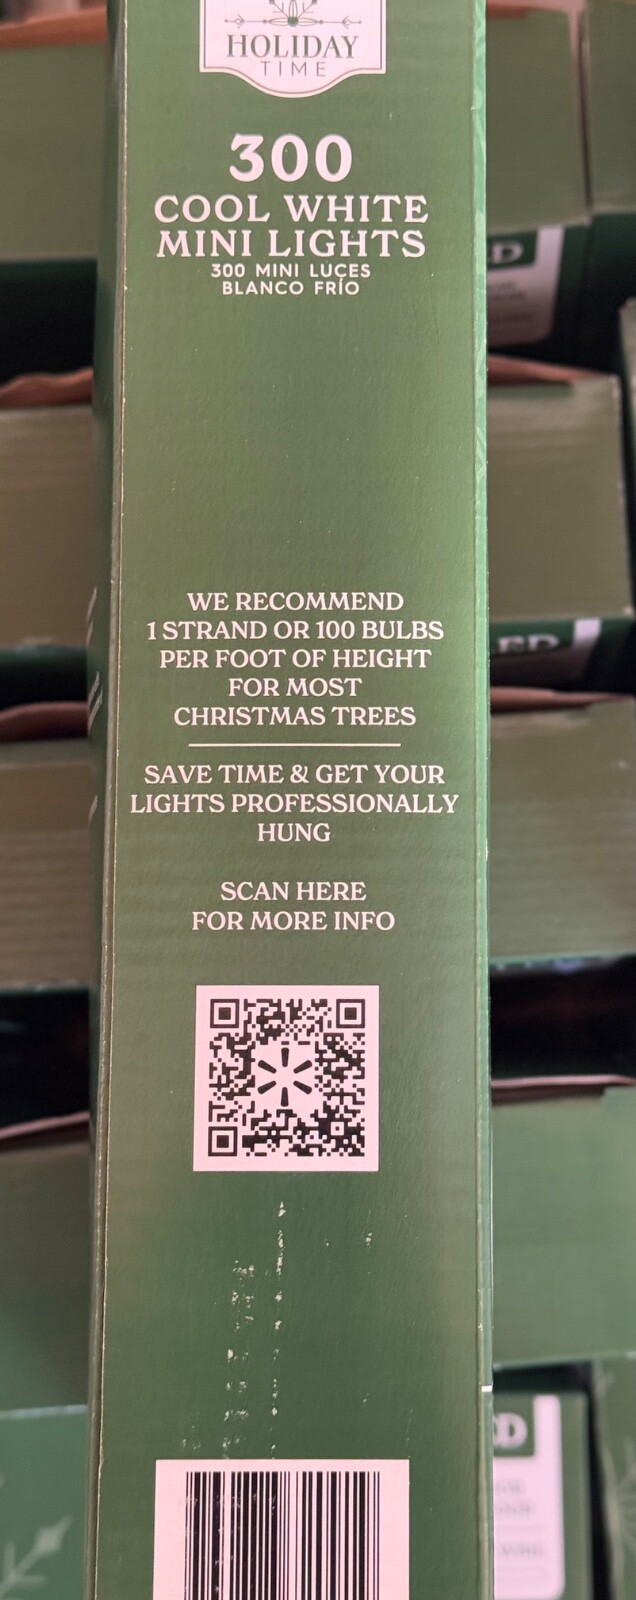 HOLIDAY
TIME
300
COOL WHITE
MINI LIGHTS
300 MINI LUCES
BLANCO FRÍO
WE RECOMMEND
1 STRAND OR 100 BULBS
PER FOOT OF HEIGHT
FOR MOST
CHRISTMAS TREES
SAVE TIME & GET YOUR
LIGHTS PROFESSIONALLY
HUNG
SCAN HERE
FOR MORE INFO